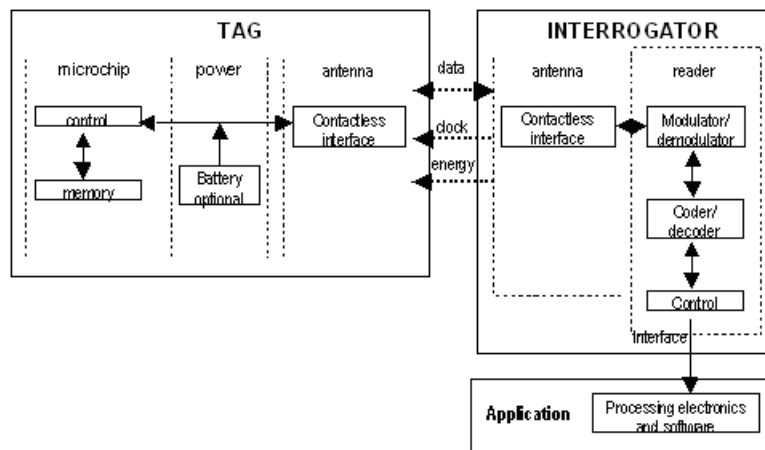 TAG
microchip
power
antenna
control
memory
Battery
optional
Contactless
interface
data
clock
energy
INTERROGATOR
antenna
reader
Contactless
interface
Modulator/
demodulator
Coder/
decoder
Control
Interface
Application
Processing electronics
and software